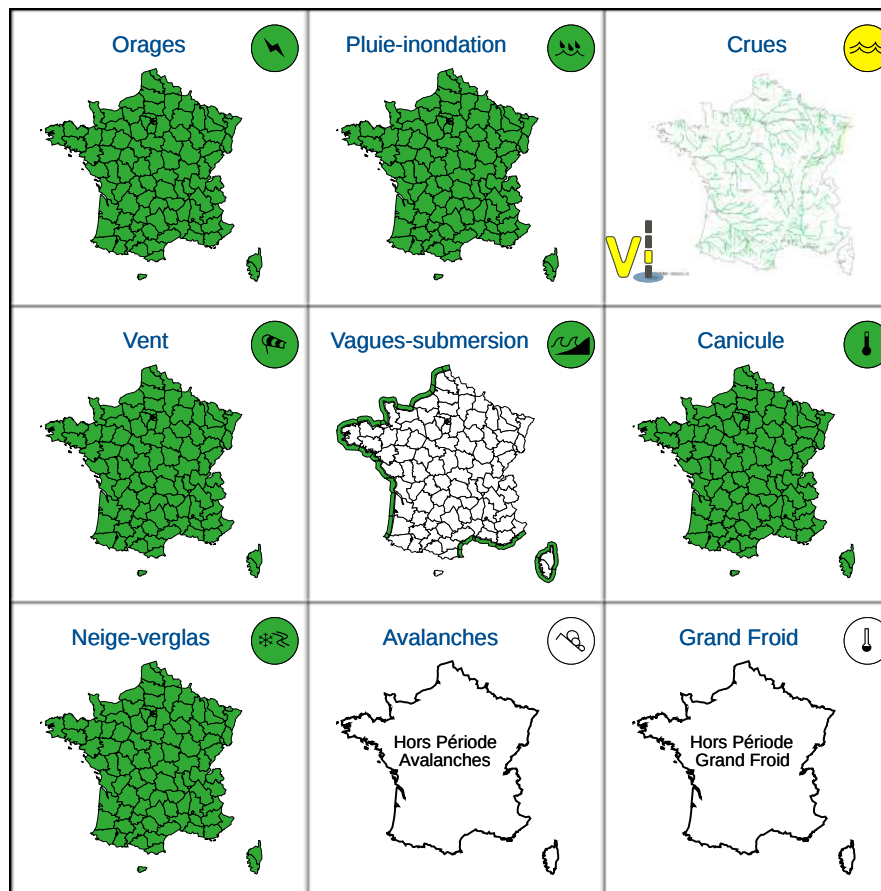 Orages
Pluie-inondation
Crues
Vi
Vent
Vagues-submersion
Canicule
Neige-verglas
Avalanches
Grand Froid
Hors Période
Avalanches
Hors Période
Grand Froid